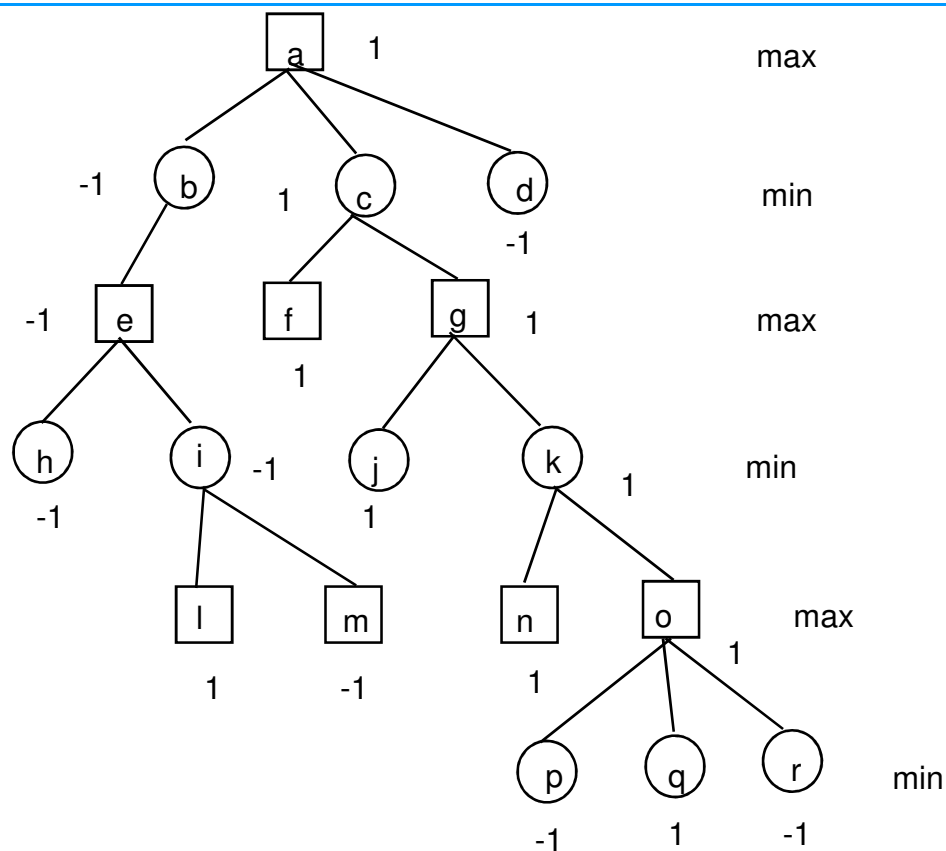 a 1 max
-1 b 1 c d min
-1
-1 e f g 1 max
1
h i -1 j k 1 min
-1 1
l m n o max
1 -1 1 1
p q r min
-1 1 -1